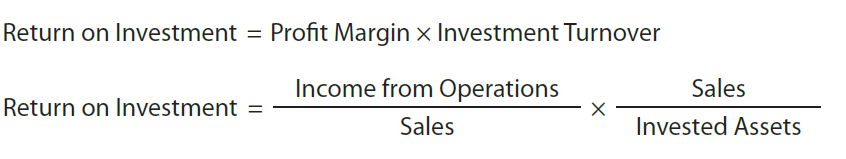 Return on Investment = Profit Margin × Investment Turnover
Return on Investment = Income from Operations / Sales × Sales / Invested Assets